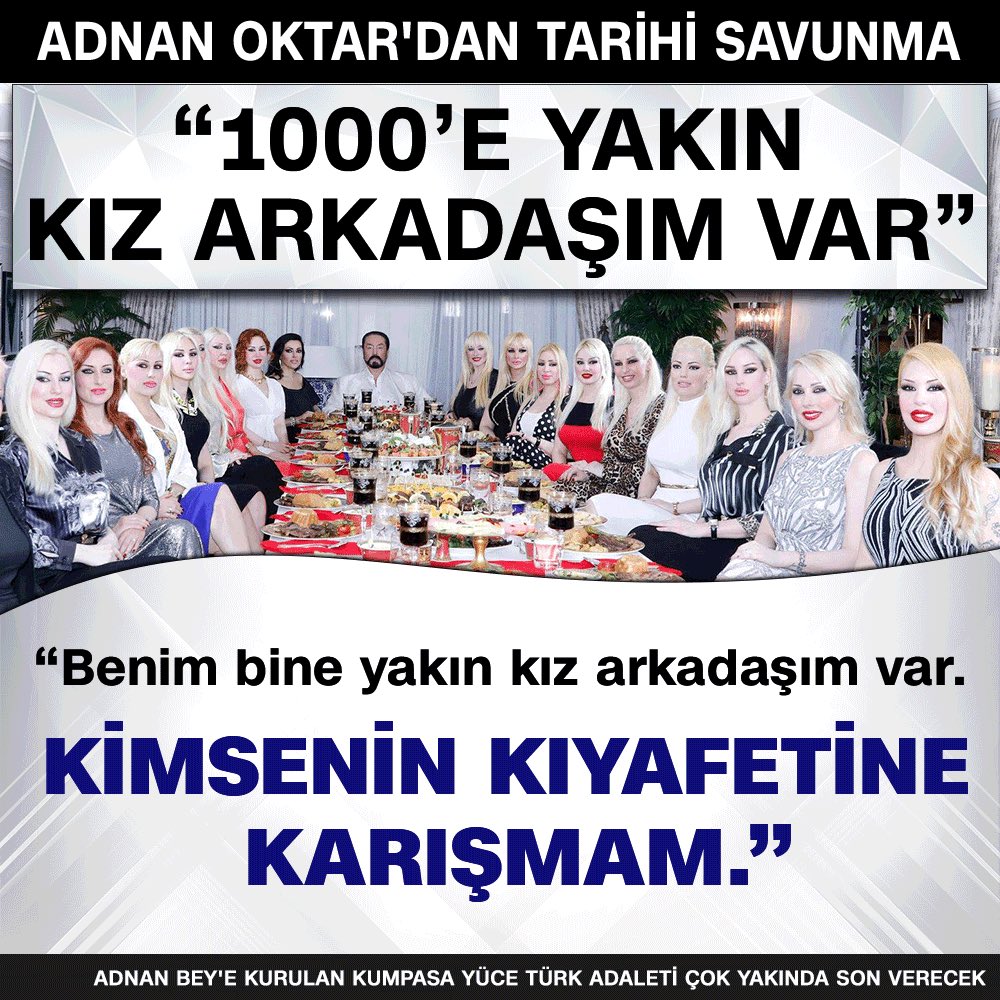 ADNAN OKTAR'DAN TARİHİ SAVUNMA
“1000’E YAKIN
KIZ ARKADAŞIM VAR”
“Benim bine yakın kız arkadaşım var.
KİMSENİN KIYAFETİNE
KARIŞMAM.”
ADNAN BEY'E KURULAN KUMPASA YÜCE TÜRK ADALETİ ÇOK YAKINDA SON VERECEK